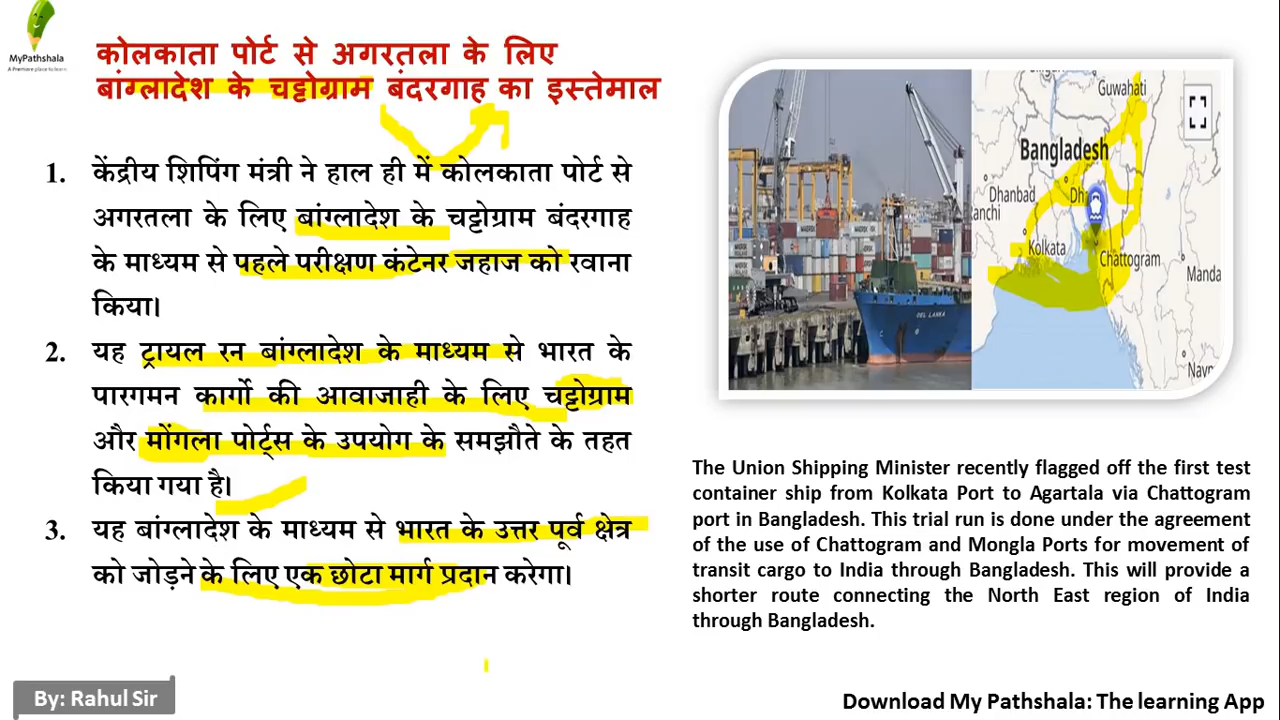 MyPathshala
A Premiere place to learn
कोलकाता पोर्ट से अगरतला के लिए
बांग्लादेश के चट्टोग्राम बंदरगाह का इस्तेमाल
1. केंद्रीय शिपिंग मंत्री ने हाल ही में कोलकाता पोर्ट से
अगरतला के लिए बांग्लादेश के चट्टोग्राम बंदरगाह
के माध्यम से पहले परीक्षण कंटेनर जहाज को रवाना
किया।
2. यह ट्रायल रन बांग्लादेश के माध्यम से भारत के
पारगमन कार्गो की आवाजाही के लिए चट्टोग्राम
और मोंगला पोर्ट्स के उपयोग के समझौते के तहत
किया गया है।
3. यह बांग्लादेश के माध्यम से भारत के उत्तर पूर्व क्षेत्र
को जोड़ने के लिए एक छोटा मार्ग प्रदान करेगा।
Guwahati
Bangladesh
Dhanbad
Dh
anchi
Kolkata
Chattogram
Manda
Nayp
OEL LANKA
The Union Shipping Minister recently flagged off the first test
container ship from Kolkata Port to Agartala via Chattogram
port in Bangladesh. This trial run is done under the agreement
of the use of Chattogram and Mongla Ports for movement of
transit cargo to India through Bangladesh. This will provide a
shorter route connecting the North East region of India
through Bangladesh.
By: Rahul Sir
Download My Pathshala: The learning App